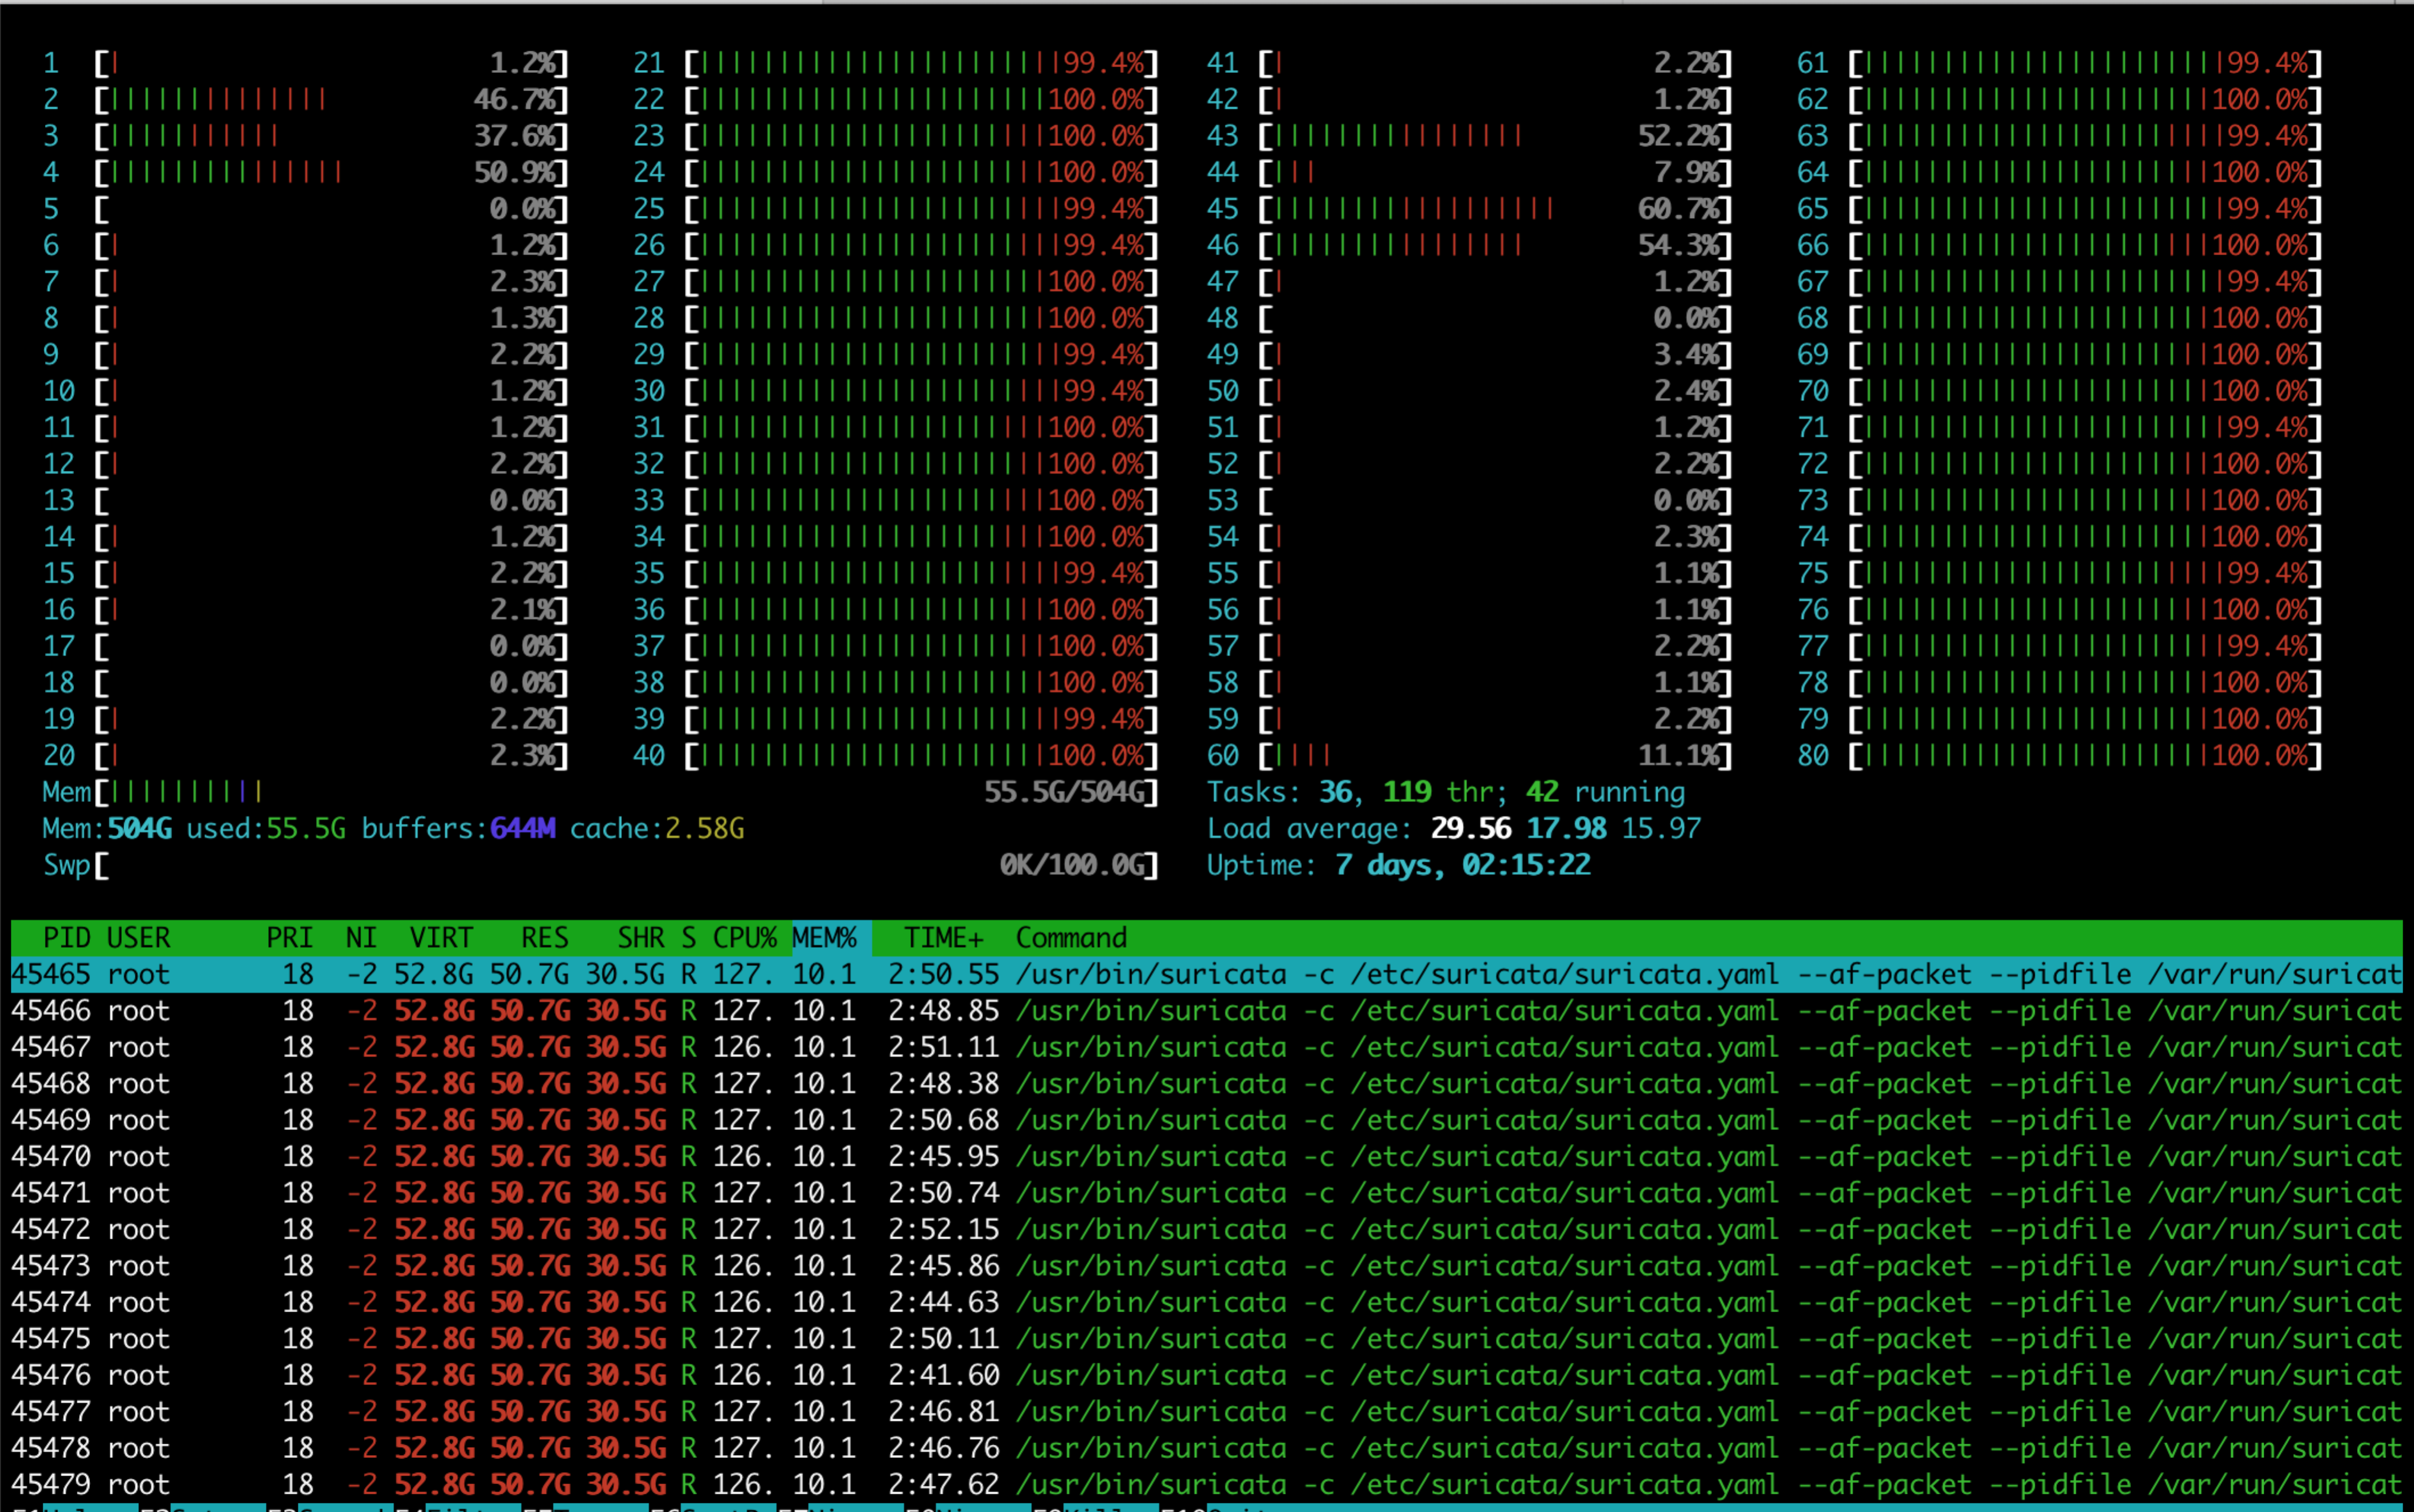 1 [| 1.2%] 21 [||||||||||||||||||||||||99.4%] 41 [| 2.2%] 61 [|||||||||||||||||||||||99.4%]
2 [|||||||||||||| 46.7%] 22 [||||||||||||||||||||||100.0%] 42 [| 1.2%] 62 [||||||||||||||||||||||100.0%]
3 [||||||||||| 37.6%] 23 [||||||||||||||||||||||100.0%] 43 [|||||||||||||||| 52.2%] 63 [|||||||||||||||||||||||99.4%]
4 [||||||||||||||| 50.9%] 24 [||||||||||||||||||||||100.0%] 44 [||| 7.9%] 64 [||||||||||||||||||||||100.0%]
5 [ 0.0%] 25 [|||||||||||||||||||||||99.4%] 45 [|||||||||||||||||| 60.7%] 65 [|||||||||||||||||||||||99.4%]
6 [| 1.2%] 26 [|||||||||||||||||||||||99.4%] 46 [|||||||||||||||| 54.3%] 66 [||||||||||||||||||||||100.0%]
7 [| 2.3%] 27 [||||||||||||||||||||||100.0%] 47 [| 1.2%] 67 [|||||||||||||||||||||||99.4%]
8 [| 1.3%] 28 [||||||||||||||||||||||100.0%] 48 [ 0.0%] 68 [||||||||||||||||||||||100.0%]
9 [| 2.2%] 29 [|||||||||||||||||||||||99.4%] 49 [| 3.4%] 69 [||||||||||||||||||||||100.0%]
10 [| 1.2%] 30 [|||||||||||||||||||||||99.4%] 50 [| 2.4%] 70 [||||||||||||||||||||||100.0%]
11 [| 1.2%] 31 [||||||||||||||||||||||100.0%] 51 [| 1.2%] 71 [|||||||||||||||||||||||99.4%]
12 [| 2.2%] 32 [||||||||||||||||||||||100.0%] 52 [| 2.2%] 72 [||||||||||||||||||||||100.0%]
13 [ 0.0%] 33 [||||||||||||||||||||||100.0%] 53 [ 0.0%] 73 [||||||||||||||||||||||100.0%]
14 [| 1.2%] 34 [||||||||||||||||||||||100.0%] 54 [| 2.3%] 74 [||||||||||||||||||||||100.0%]
15 [| 2.2%] 35 [|||||||||||||||||||||||99.4%] 55 [| 1.1%] 75 [|||||||||||||||||||||||99.4%]
16 [| 2.1%] 36 [||||||||||||||||||||||100.0%] 56 [| 1.1%] 76 [||||||||||||||||||||||100.0%]
17 [ 0.0%] 37 [||||||||||||||||||||||100.0%] 57 [| 2.2%] 77 [|||||||||||||||||||||||99.4%]
18 [ 0.0%] 38 [||||||||||||||||||||||100.0%] 58 [| 1.1%] 78 [||||||||||||||||||||||100.0%]
19 [| 2.2%] 39 [|||||||||||||||||||||||99.4%] 59 [| 2.2%] 79 [||||||||||||||||||||||100.0%]
20 [| 2.3%] 40 [||||||||||||||||||||||100.0%] 60 [|||| 11.1%] 80 [||||||||||||||||||||||100.0%]
Mem[|||||||||| 55.5G/504G] Tasks: 36, 119 thr; 42 running
Mem:504G used:55.5G buffers:644M cache:2.58G Load average: 29.56 17.98 15.97
Swp[ 0K/100.0G] Uptime: 7 days, 02:15:22
PID USER PRI NI VIRT RES SHR S CPU% MEM% TIME+ Command
45465 root 18 -2 52.8G 50.7G 30.5G R 127. 10.1 2:50.55 /usr/bin/suricata -c /etc/suricata/suricata.yaml --af-packet --pidfile /var/run/suricat
45466 root 18 -2 52.8G 50.7G 30.5G R 127. 10.1 2:48.85 /usr/bin/suricata -c /etc/suricata/suricata.yaml --af-packet --pidfile /var/run/suricat
45467 root 18 -2 52.8G 50.7G 30.5G R 126. 10.1 2:51.11 /usr/bin/suricata -c /etc/suricata/suricata.yaml --af-packet --pidfile /var/run/suricat
45468 root 18 -2 52.8G 50.7G 30.5G R 127. 10.1 2:48.38 /usr/bin/suricata -c /etc/suricata/suricata.yaml --af-packet --pidfile /var/run/suricat
45469 root 18 -2 52.8G 50.7G 30.5G R 127. 10.1 2:50.68 /usr/bin/suricata -c /etc/suricata/suricata.yaml --af-packet --pidfile /var/run/suricat
45470 root 18 -2 52.8G 50.7G 30.5G R 126. 10.1 2:45.95 /usr/bin/suricata -c /etc/suricata/suricata.yaml --af-packet --pidfile /var/run/suricat
45471 root 18 -2 52.8G 50.7G 30.5G R 127. 10.1 2:50.74 /usr/bin/suricata -c /etc/suricata/suricata.yaml --af-packet --pidfile /var/run/suricat
45472 root 18 -2 52.8G 50.7G 30.5G R 127. 10.1 2:52.15 /usr/bin/suricata -c /etc/suricata/suricata.yaml --af-packet --pidfile /var/run/suricat
45473 root 18 -2 52.8G 50.7G 30.5G R 126. 10.1 2:45.86 /usr/bin/suricata -c /etc/suricata/suricata.yaml --af-packet --pidfile /var/run/suricat
45474 root 18 -2 52.8G 50.7G 30.5G R 126. 10.1 2:44.63 /usr/bin/suricata -c /etc/suricata/suricata.yaml --af-packet --pidfile /var/run/suricat
45475 root 18 -2 52.8G 50.7G 30.5G R 127. 10.1 2:50.11 /usr/bin/suricata -c /etc/suricata/suricata.yaml --af-packet --pidfile /var/run/suricat
45476 root 18 -2 52.8G 50.7G 30.5G R 126. 10.1 2:41.60 /usr/bin/suricata -c /etc/suricata/suricata.yaml --af-packet --pidfile /var/run/suricat
45477 root 18 -2 52.8G 50.7G 30.5G R 127. 10.1 2:46.81 /usr/bin/suricata -c /etc/suricata/suricata.yaml --af-packet --pidfile /var/run/suricat
45478 root 18 -2 52.8G 50.7G 30.5G R 127. 10.1 2:46.76 /usr/bin/suricata -c /etc/suricata/suricata.yaml --af-packet --pidfile /var/run/suricat
45479 root 18 -2 52.8G 50.7G 30.5G R 126. 10.1 2:47.62 /usr/bin/suricata -c /etc/suricata/suricata.yaml --af-packet --pidfile /var/run/suricat